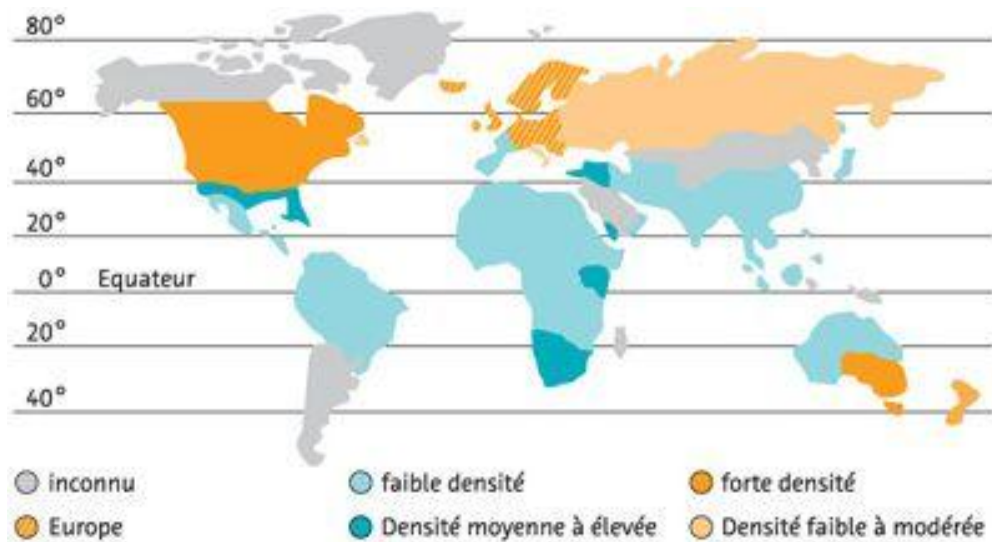 80°
60°
40°
20°
0° Equateur
20°
40°
inconnu
faible densité
forte densité
Europe
Densité moyenne à élevée
Densité faible à modérée